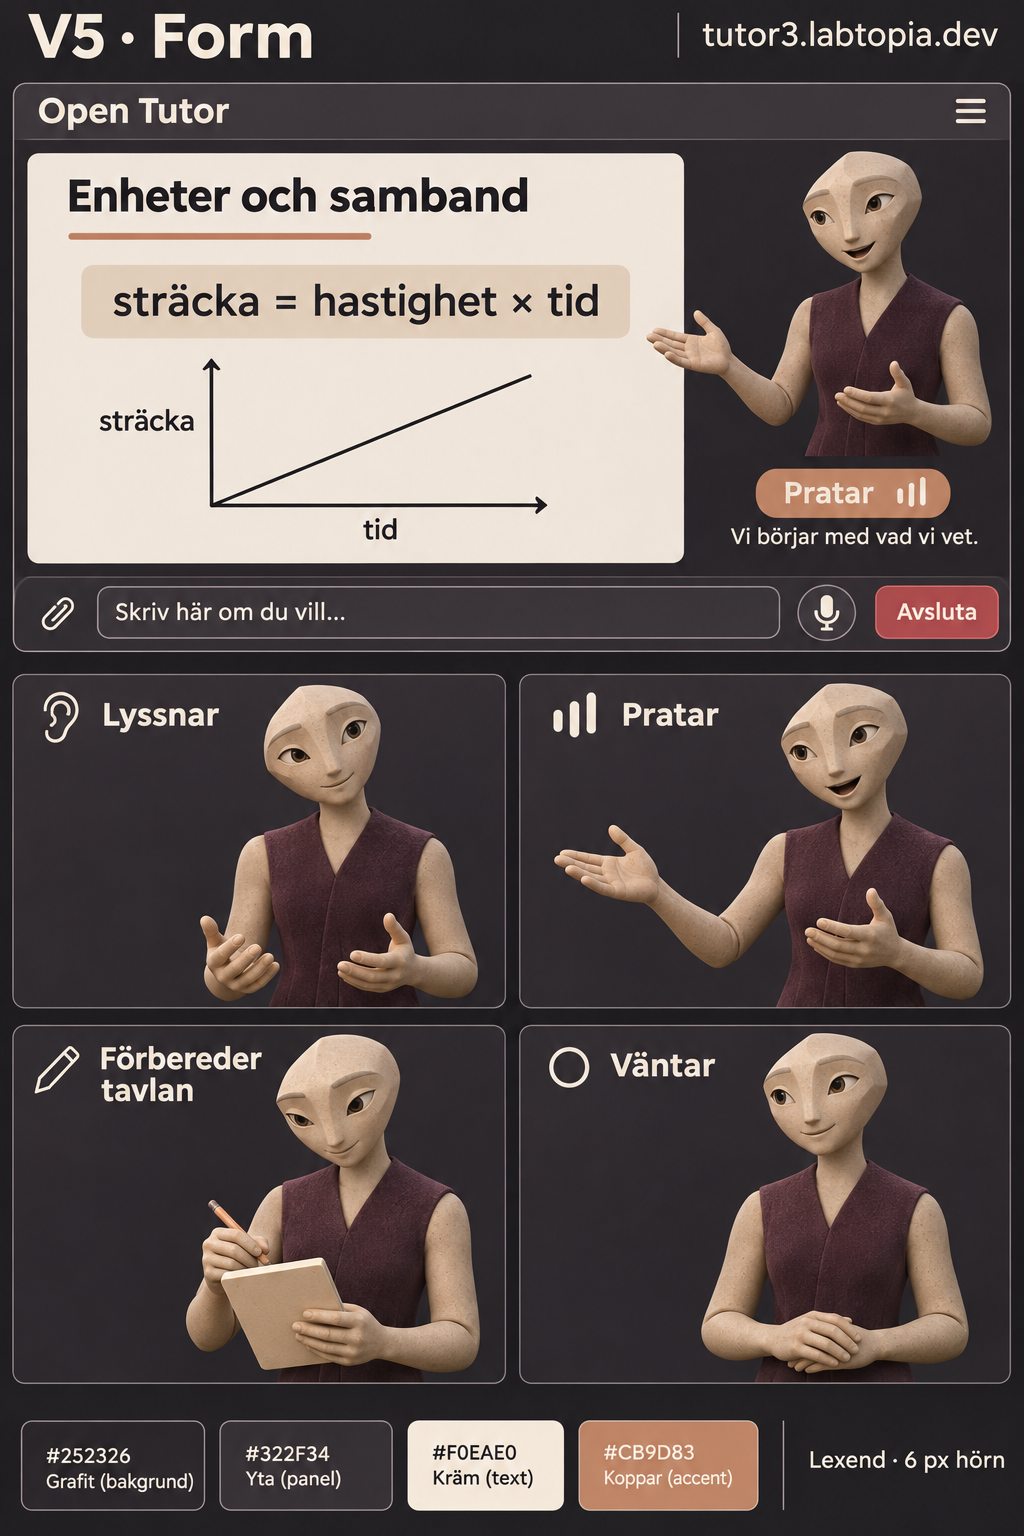 V5 · Form
tutor3.labtopia.dev
Open Tutor
Enheter och samband
sträcka = hastighet × tid
sträcka
tid
Pratar
Vi börjar med vad vi vet.
Skriv här om du vill...
Avsluta
Lyssnar
Pratar
Förbereder
tavlan
Väntar
#252326
Grafit (bakgrund)
#322F34
Yta (panel)
#F0EAE0
Kräm (text)
#CB9D83
Koppar (accent)
Lexend · 6 px hörn